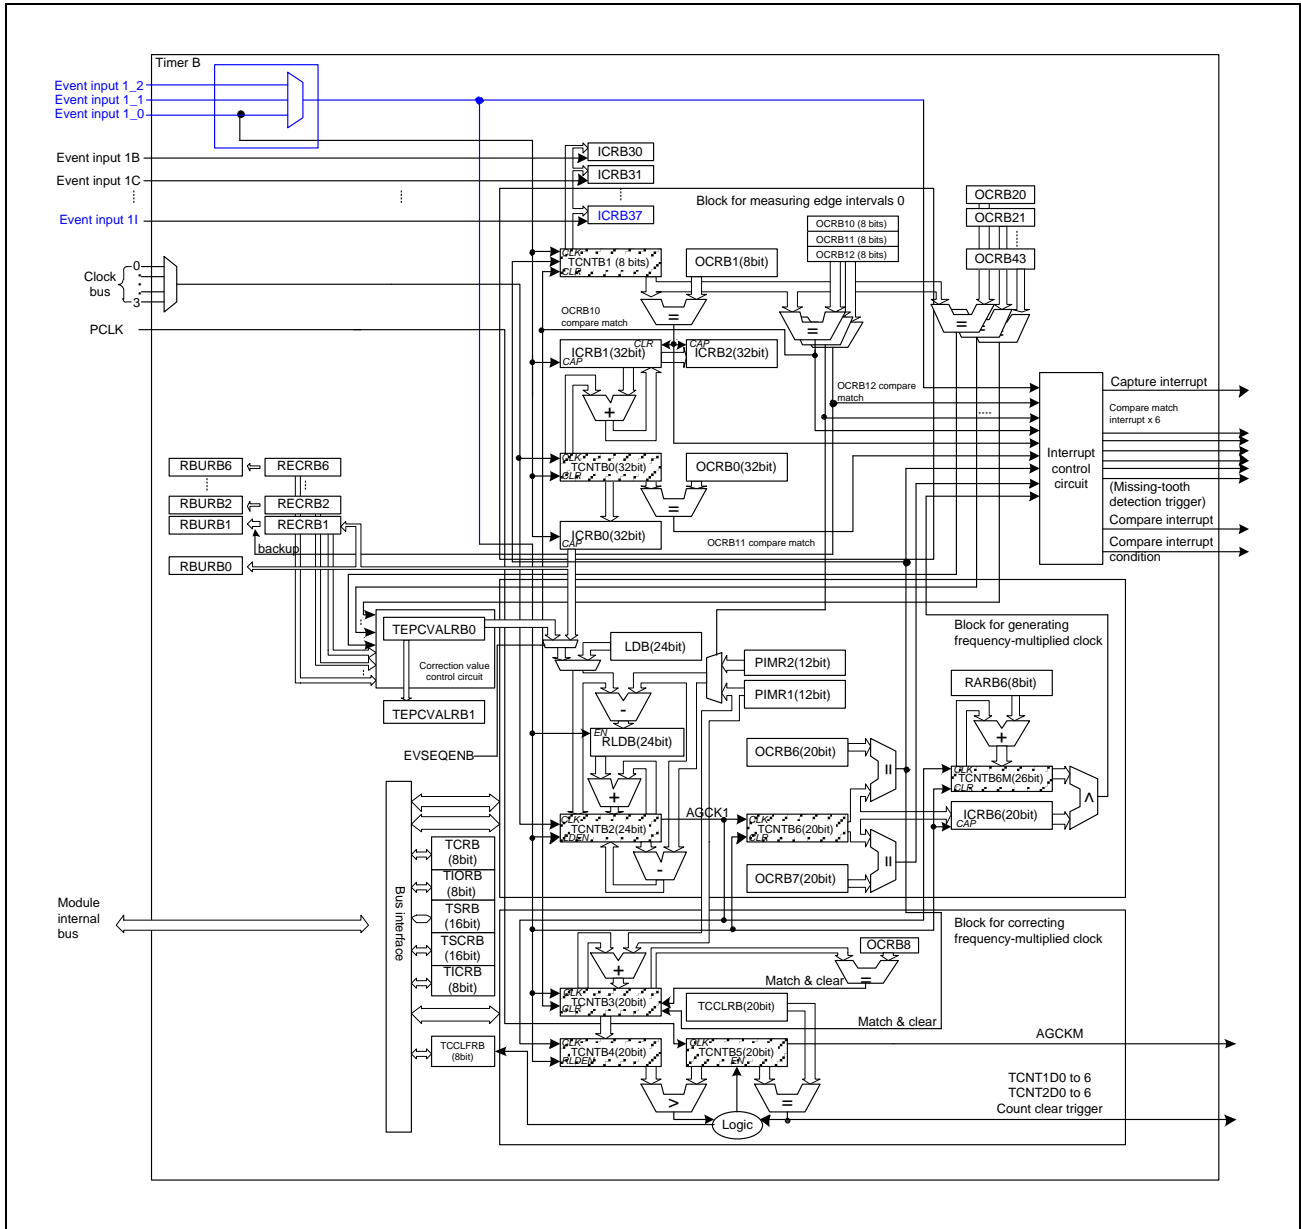 Timer B
Event input 1_2
Event input 1_1
Event input 1_0
Event input 1B
Event input 1C
Event input 1I
ICRB30
ICRB31
ICRB37
Block for measuring edge intervals 0
OCRB10 (8 bits)
OCRB11 (8 bits)
OCRB12 (8 bits)
OCRB20
OCRB21
OCRB43
Clock
bus
0
3
PCLK
CLK
TCNTB1 (8 bits)
CLR
OCRB1(8bit)
=
=
=
OCRB10
compare match
CLR
CAP
ICRB1(32bit)
CAP
ICRB2(32bit)
+
OCRB12 compare
match
Interrupt
control
circuit
Capture interrupt
Compare match
interrupt x 6
(Missing-tooth
detection trigger)
Compare interrupt
Compare interrupt
condition
CLK
TCNTB0(32bit)
CLR
OCRB0(32bit)
=
ICRB0(32bit)
CAP
OCRB11 compare match
RBURB6
RECRB6
RBURB2
RECRB2
RBURB1
RECRB1
backup
RBURB0
TEPCVALRB0
Correction value
control circuit
TEPCVALRB1
EVSEQENB
LDB(24bit)
PIMR2(12bit)
PIMR1(12bit)
-
EN
RLDB(24bit)
+
CLK
TCNTB2(24bit)
LDEN
-
AGCK1
Block for generating
frequency-multiplied clock
RARB6(8bit)
+
OCRB6(20bit)
=
CLK
TCNTB6(20bit)
CLR
OCRB7(20bit)
=
CLK
TCNTB6M(26bit)
CLR
ICRB6(20bit)
CAP
<
Module
internal
bus
Bus interface
TCRB
(8bit)
TIORB
(8bit)
TSRB
(16bit)
TSCRB
(16bit)
TICRB
(8bit)
TCCLFRB
(8bit)
Block for correcting
frequency-multiplied clock
OCRB8
=
+
Match & clear
CLK
TCNTB3(20bit)
CLR
TCCLRB(20bit)
Match & clear
CLK
TCNTB4(20bit)
RLDEN
CLK
TCNTB5(20bit)
EN
AGCKM
>
=
Logic
TCNT1D0 to 6
TCNT2D0 to 6
Count clear trigger